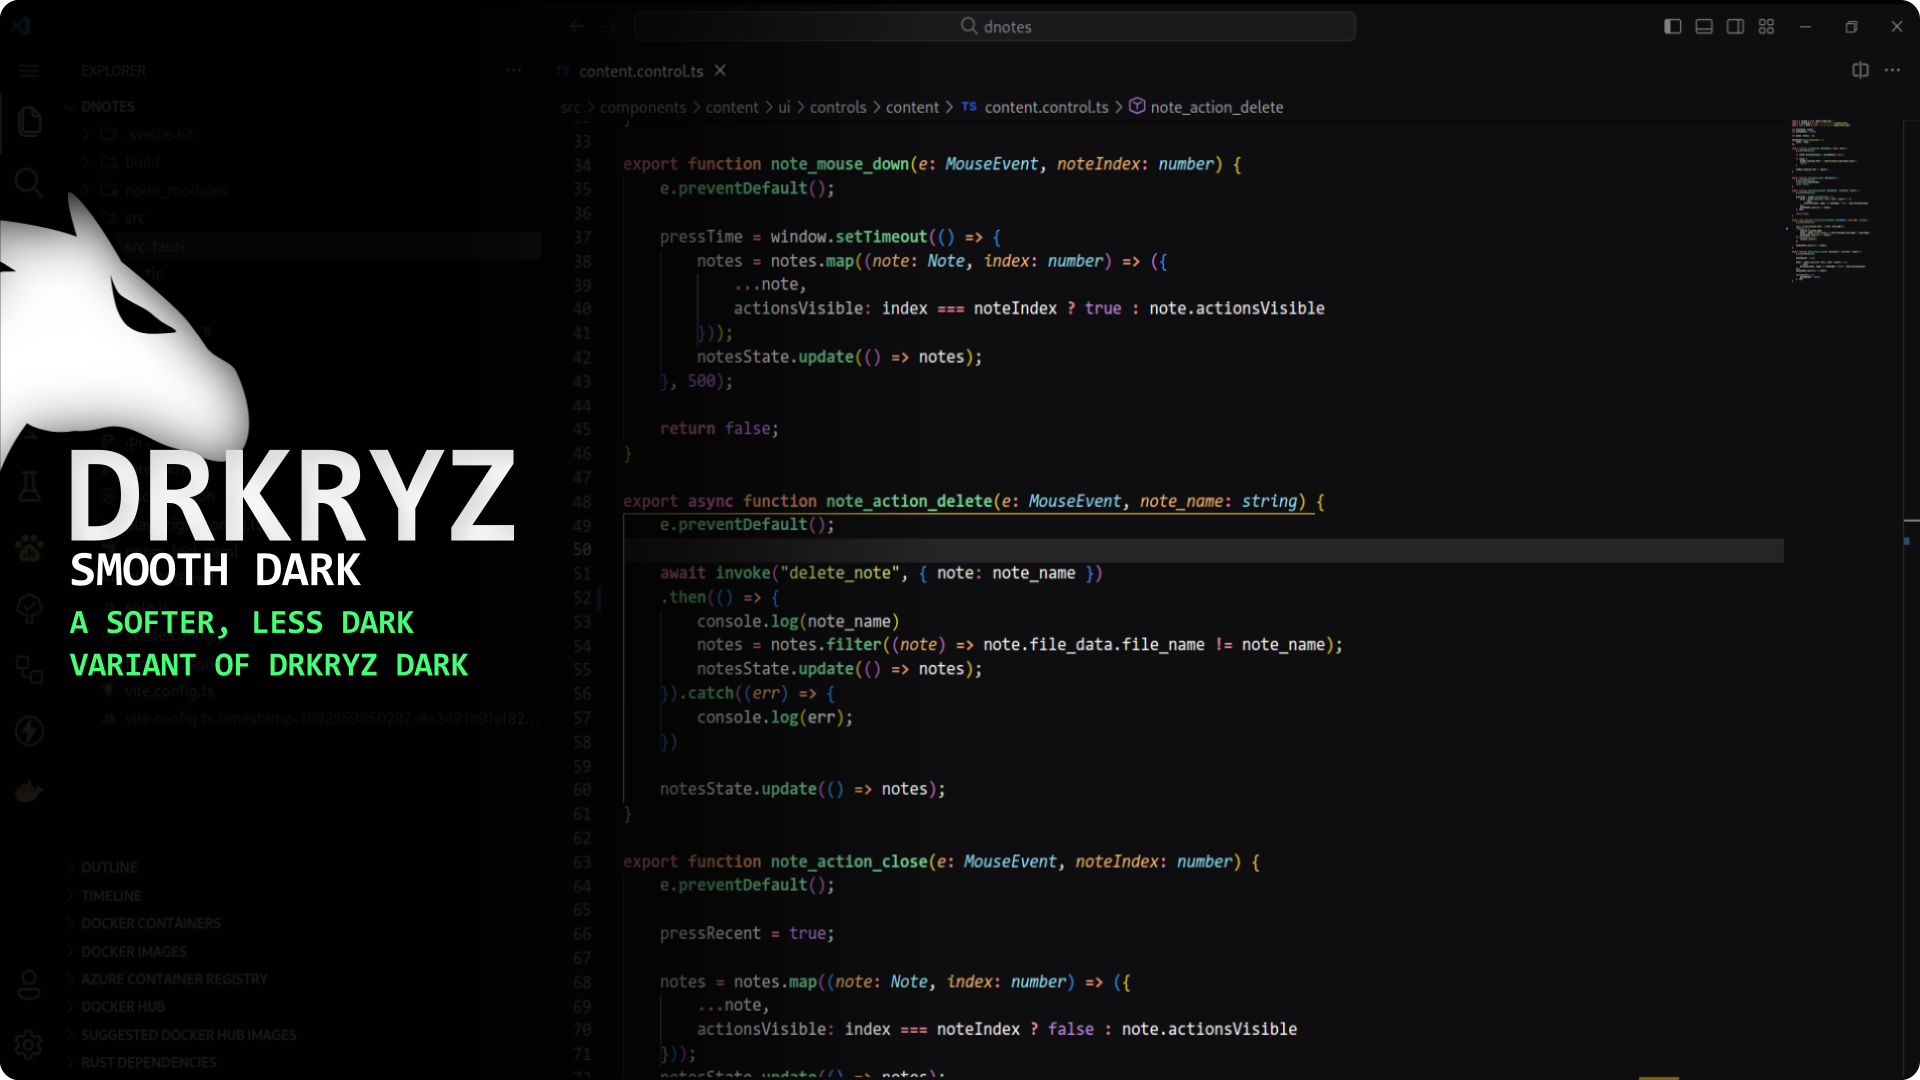 dnotes
EXPLORER
DNOTES
.svelte-kit
build
node_modules
src
src-tauri
DRKRYZ
SMOOTH DARK
A SOFTER, LESS DARK
VARIANT OF DRKRYZ DARK
vite.config.ts
JS vite.config.ts.timestamp-1692559850287-4a3491b91ef82...
OUTLINE
TIMELINE
DOCKER CONTAINERS
DOCKER IMAGES
AZURE CONTAINER REGISTRY
DOCKER HUB
SUGGESTED DOCKER HUB IMAGES
RUST DEPENDENCIES
TS content.control.ts
src > components > content > ui > controls > content > TS content.control.ts > note_action_delete
33
34 export function note_mouse_down(e: MouseEvent, noteIndex: number) {
35 e.preventDefault();
36
37 pressTime = window.setTimeout(() => {
38 notes = notes.map((note: Note, index: number) => ({
39 ...note,
40 actionsVisible: index === noteIndex ? true : note.actionsVisible
41 }));
42 notesState.update(() => notes);
43 }, 500);
44
45 return false;
46 }
47
48 export async function note_action_delete(e: MouseEvent, note_name: string) {
49 e.preventDefault();
50
51 await invoke("delete_note", { note: note_name })
52 .then(() => {
53 console.log(note_name)
54 notes = notes.filter((note) => note.file_data.file_name != note_name);
55 notesState.update(() => notes);
56 }).catch((err) => {
57 console.log(err);
58 })
59
60 notesState.update(() => notes);
61 }
62
63 export function note_action_close(e: MouseEvent, noteIndex: number) {
64 e.preventDefault();
65
66 pressRecent = true;
67
68 notes = notes.map((note: Note, index: number) => ({
69 ...note,
70 actionsVisible: index === noteIndex ? false : note.actionsVisible
71 }));
72 notesState.update(() => notes);